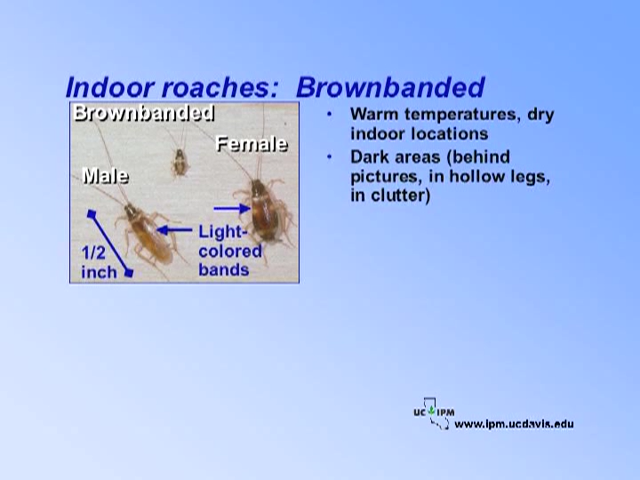 Indoor roaches: Brownbanded
Brownbanded
Female
Male
Light-
colored
bands
1/2
inch
• Warm temperatures, dry
indoor locations
• Dark areas (behind
pictures, in hollow legs,
in clutter)
UC IPM
www.ipm.ucdavis.edu